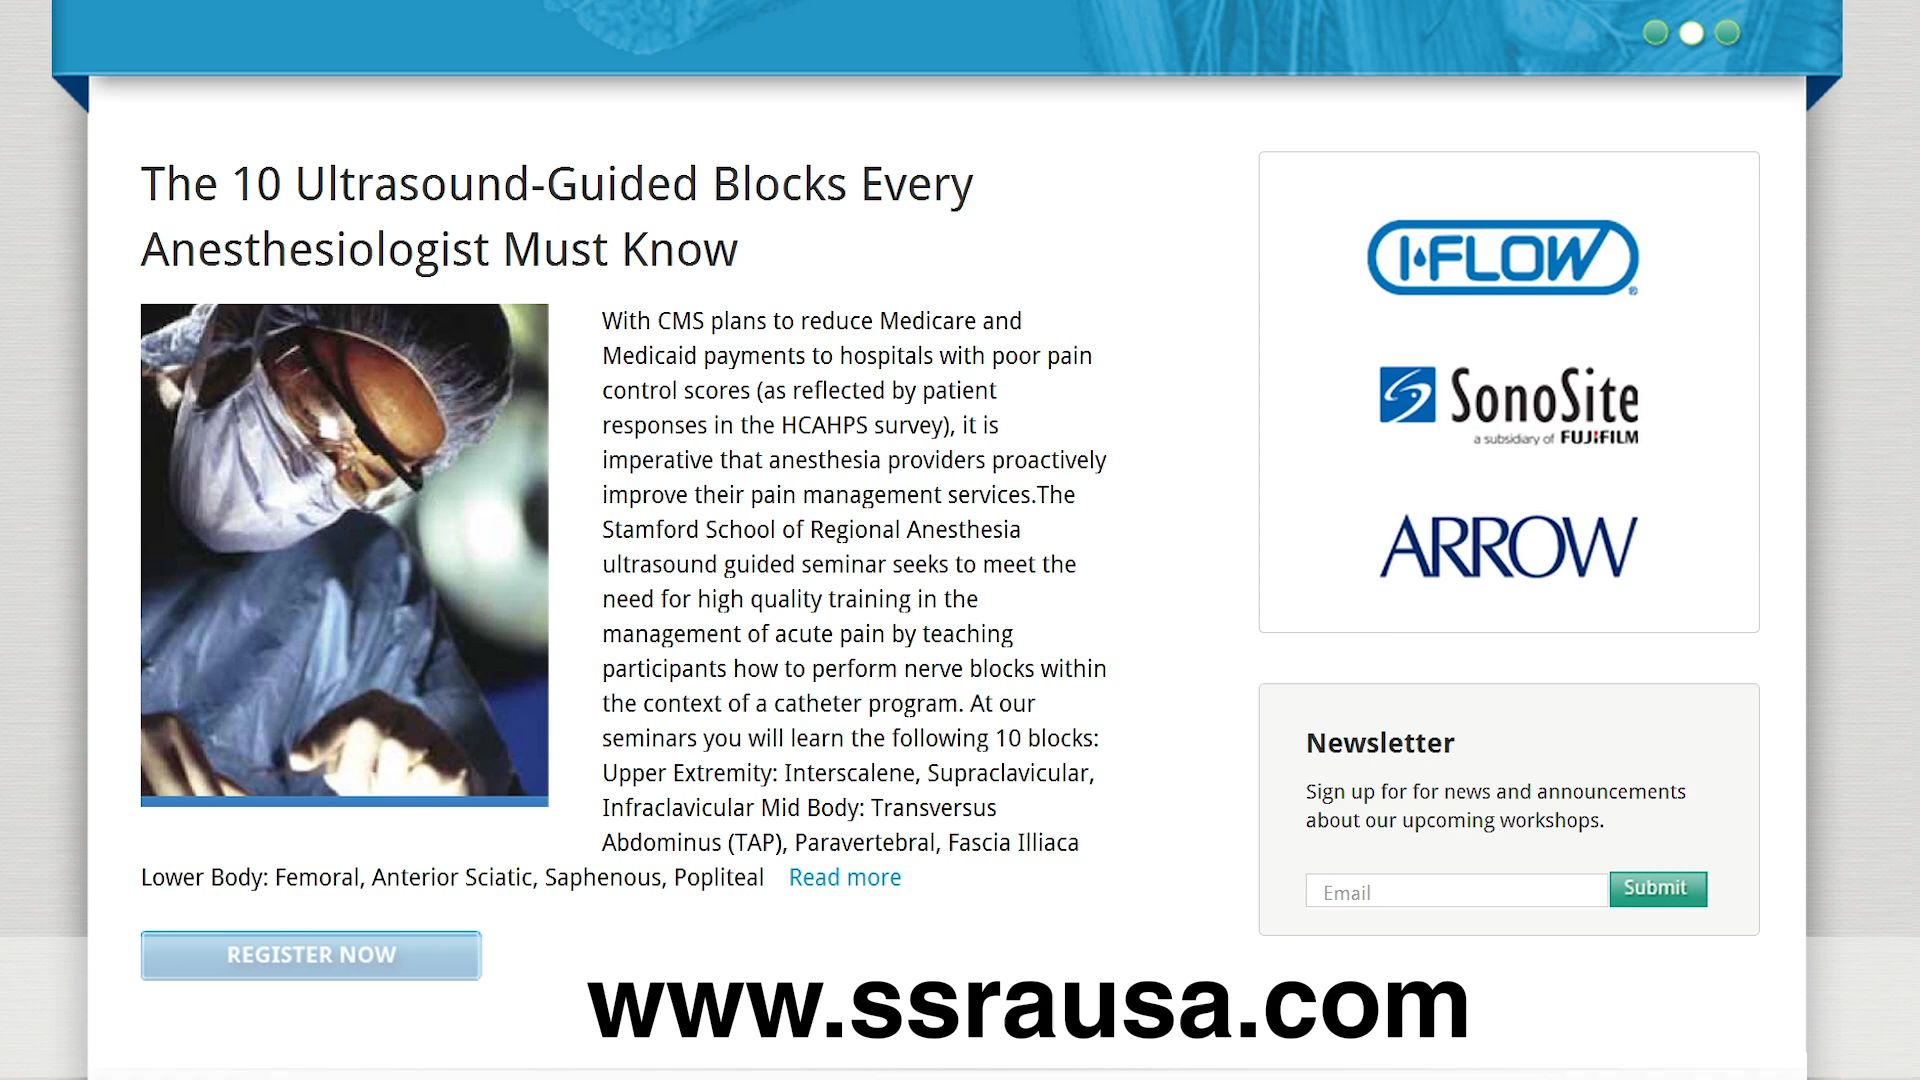 The 10 Ultrasound-Guided Blocks Every
Anesthesiologist Must Know
With CMS plans to reduce Medicare and
Medicaid payments to hospitals with poor pain
control scores (as reflected by patient
responses in the HCAHPS survey), it is
imperative that anesthesia providers proactively
improve their pain management services.The
Stamford School of Regional Anesthesia
ultrasound guided seminar seeks to meet the
need for high quality training in the
management of acute pain by teaching
participants how to perform nerve blocks within
the context of a catheter program. At our
seminars you will learn the following 10 blocks:
Upper Extremity: Interscalene, Supraclavicular,
Infraclavicular Mid Body: Transversus
Abdominus (TAP), Paravertebral, Fascia Illiaca
Lower Body: Femoral, Anterior Sciatic, Saphenous, Popliteal Read more
REGISTER NOW
I-FLOW®
SonoSite
a subsidiary of FUJIFILM
ARROW
Newsletter
Sign up for for news and announcements
about our upcoming workshops.
Email Submit
www.ssrausa.com